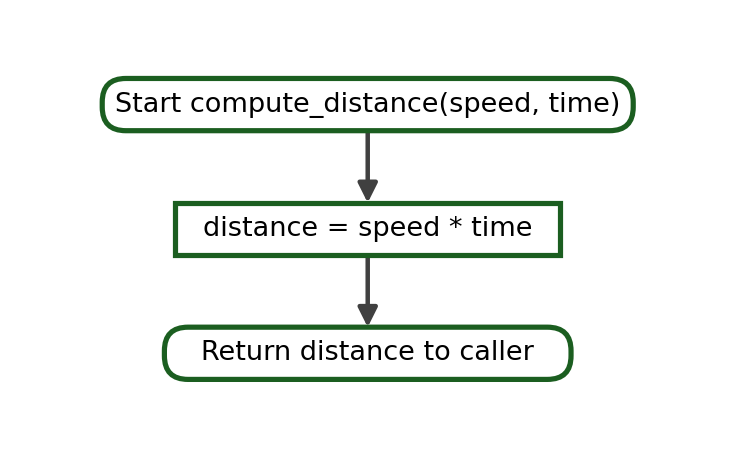 Start compute_distance(speed, time)
distance = speed * time
Return distance to caller